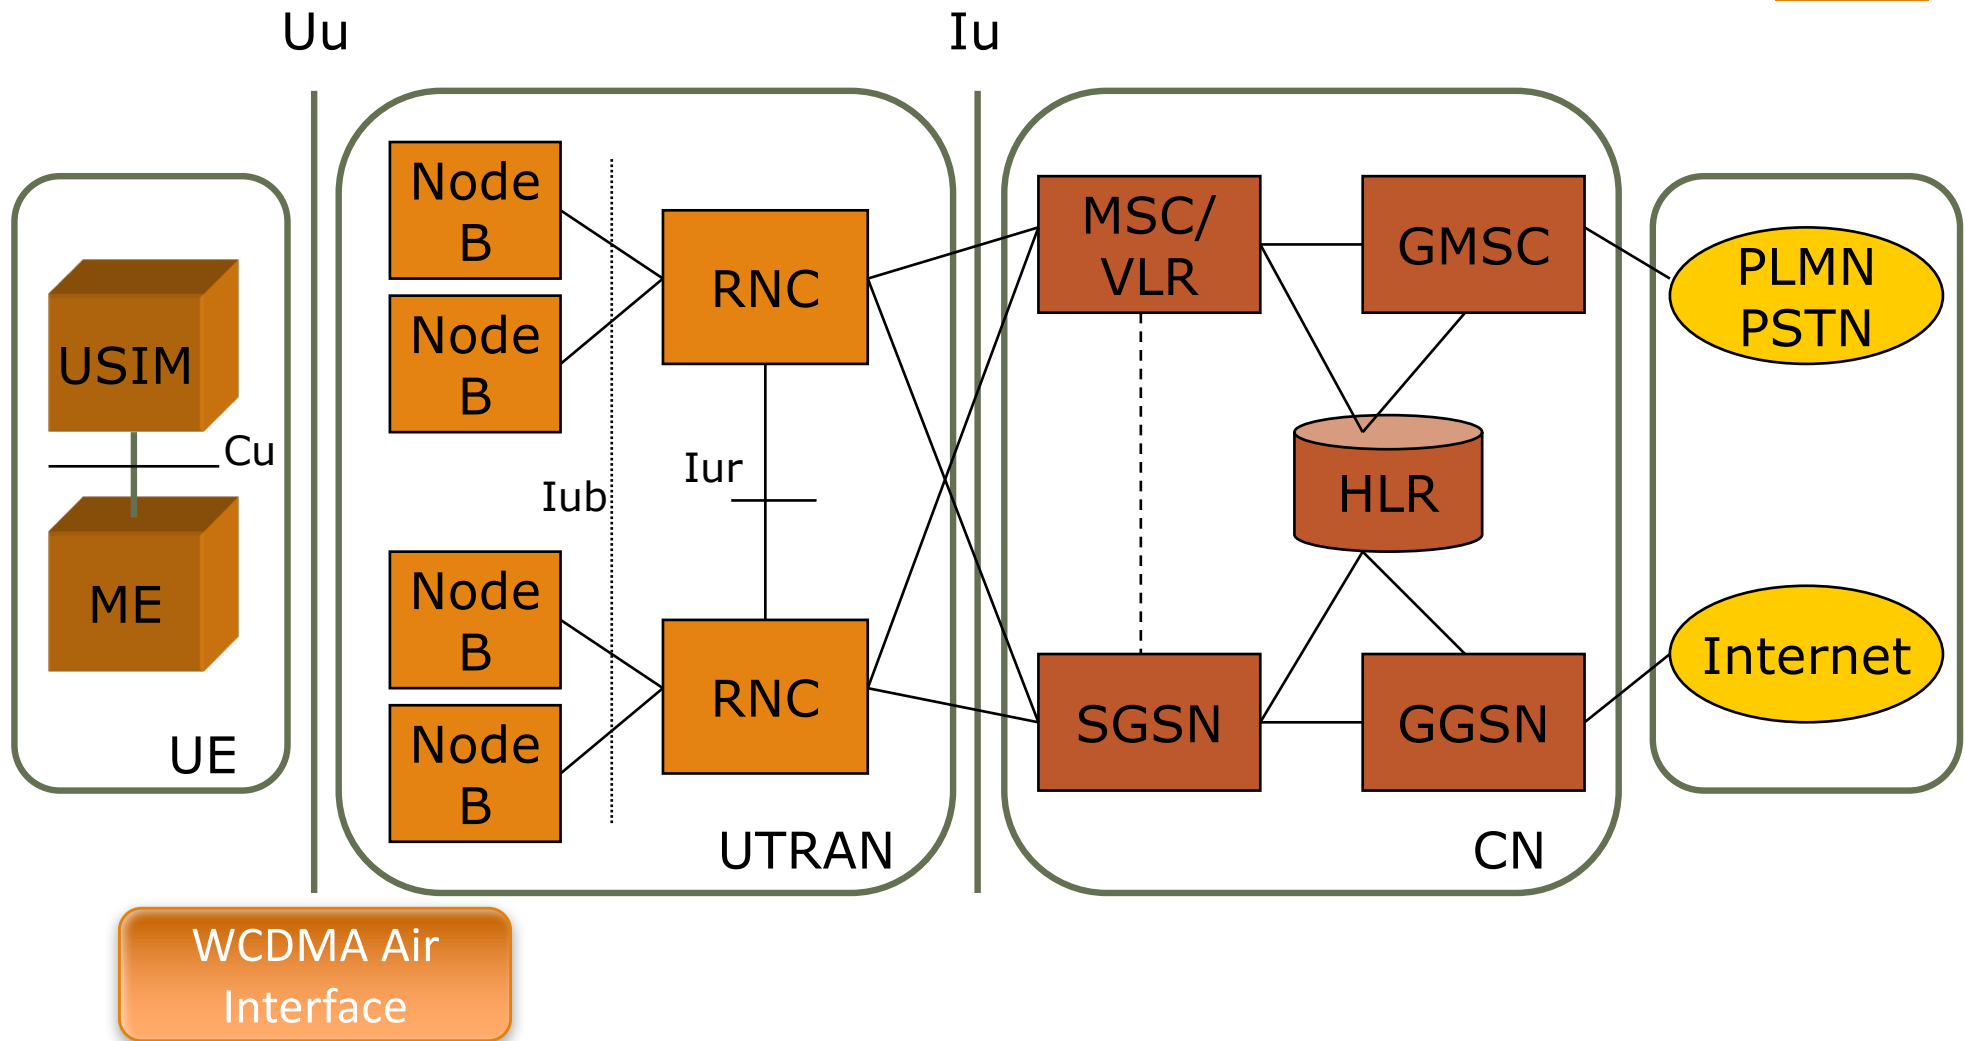 Uu
Iu
USIM
Cu
ME
UE
Node
B
Node
B
Iub
Node
B
Node
B
RNC
Iur
RNC
UTRAN
MSC/
VLR
GMSC
HLR
SGSN
GGSN
CN
PLMN
PSTN
Internet
WCDMA Air
Interface